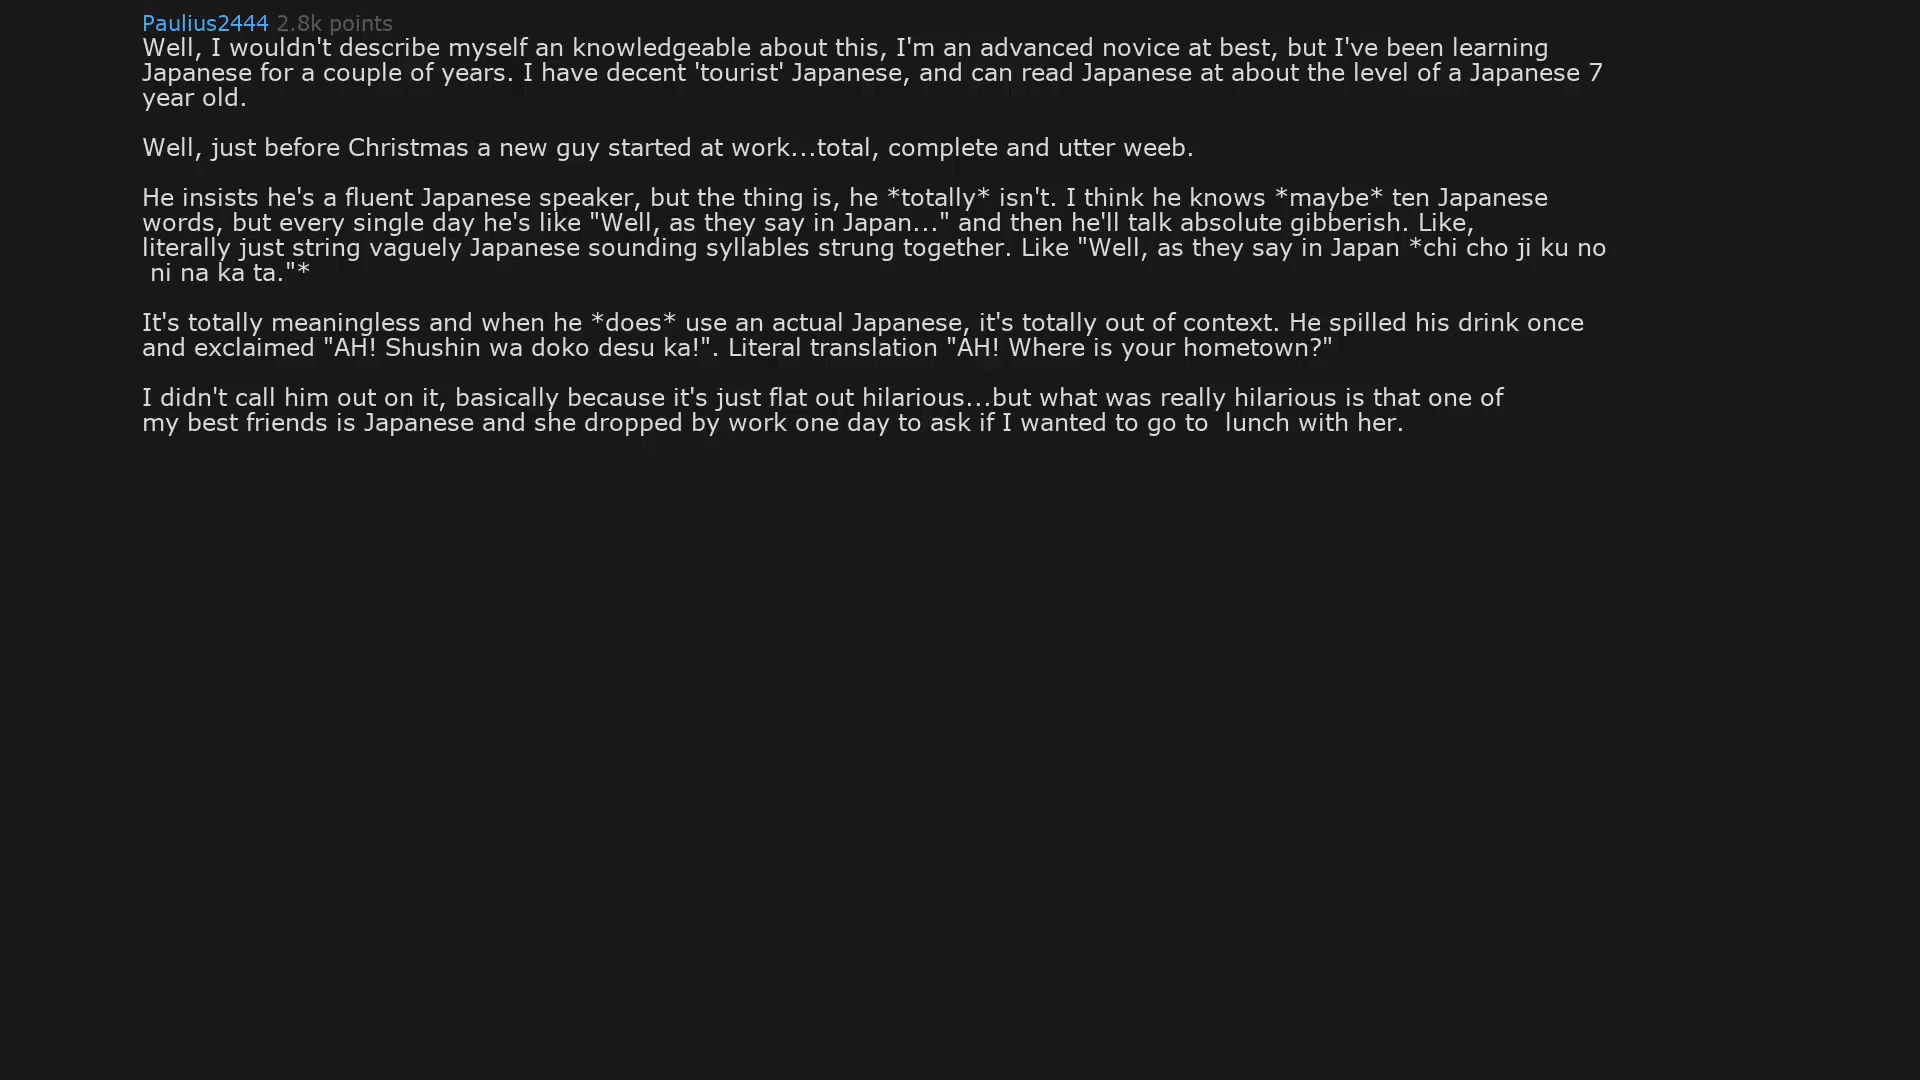 Paulius2444 2.8k points
Well, I wouldn't describe myself an knowledgeable about this, I'm an advanced novice at best, but I've been learning
Japanese for a couple of years. I have decent 'tourist' Japanese, and can read Japanese at about the level of a Japanese 7
year old.
Well, just before Christmas a new guy started at work...total, complete and utter weeb.
He insists he's a fluent Japanese speaker, but the thing is, he *totally* isn't. I think he knows *maybe* ten Japanese
words, but every single day he's like "Well, as they say in Japan..." and then he'll talk absolute gibberish. Like,
literally just string vaguely Japanese sounding syllables strung together. Like "Well, as they say in Japan *chi cho ji ku no
ni na ka ta."*
It's totally meaningless and when he *does* use an actual Japanese, it's totally out of context. He spilled his drink once
and exclaimed "AH! Shushin wa doko desu ka!". Literal translation "AH! Where is your hometown?"
I didn't call him out on it, basically because it's just flat out hilarious...but what was really hilarious is that one of
my best friends is Japanese and she dropped by work one day to ask if I wanted to go to  lunch with her.